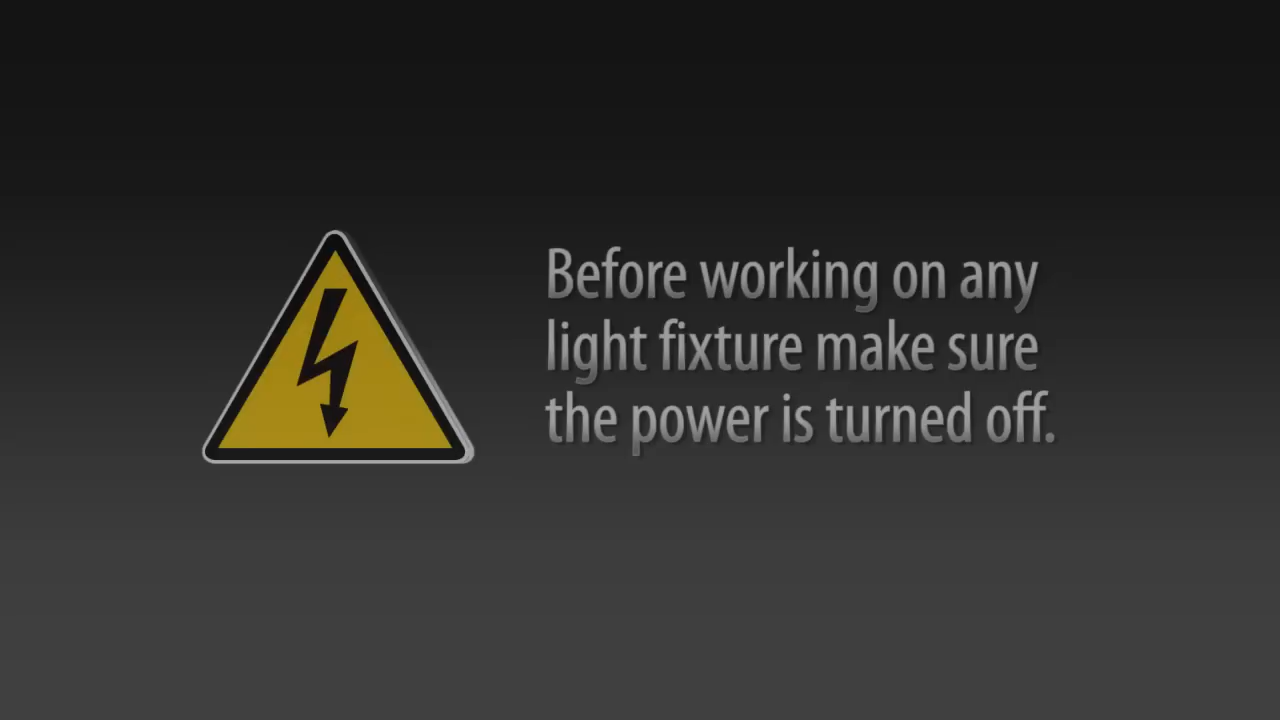 Before working on any
light fixture make sure
the power is turned off.